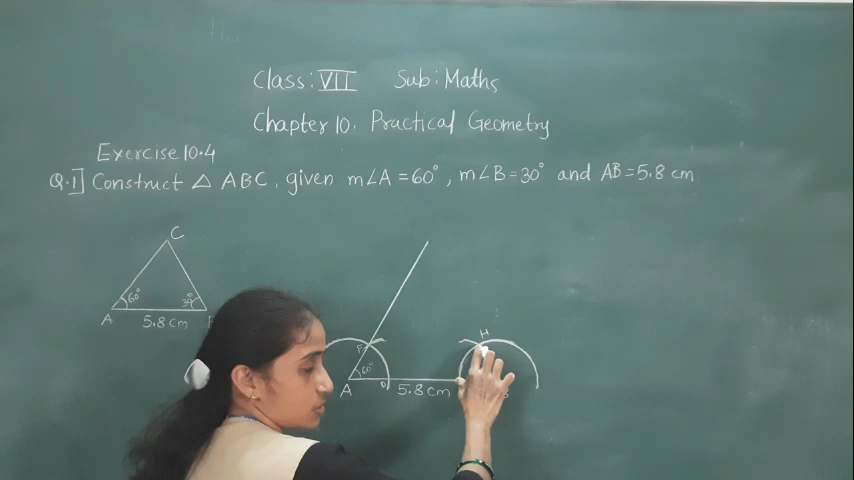 Class: VII Sub: Maths
Chapter 10. Practical Geometry
Exercise 10.4
Q.1] Construct △ ABC, given m∠A = 60°, m∠B = 30° and AB = 5.8 cm
C
60° 30°
A 5.8 cm
H
F
60°
A D 5.8 cm